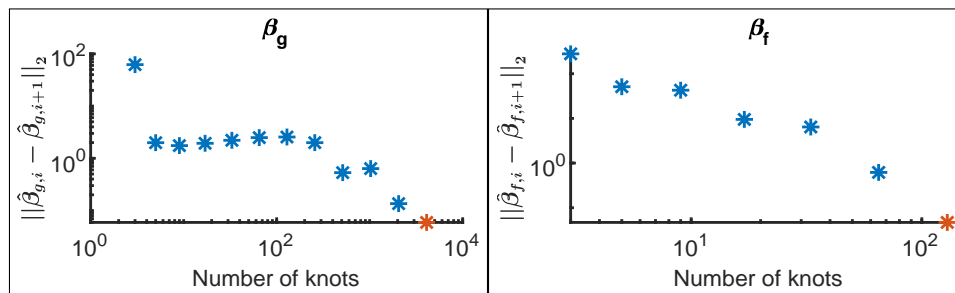 β_g
10^2
10^0
||β̂_{g,i} − β̂_{g,i+1}||_2
10^0 10^2 10^4
Number of knots
β_f
10^0
||β̂_{f,i} − β̂_{f,i+1}||_2
10^1 10^2
Number of knots